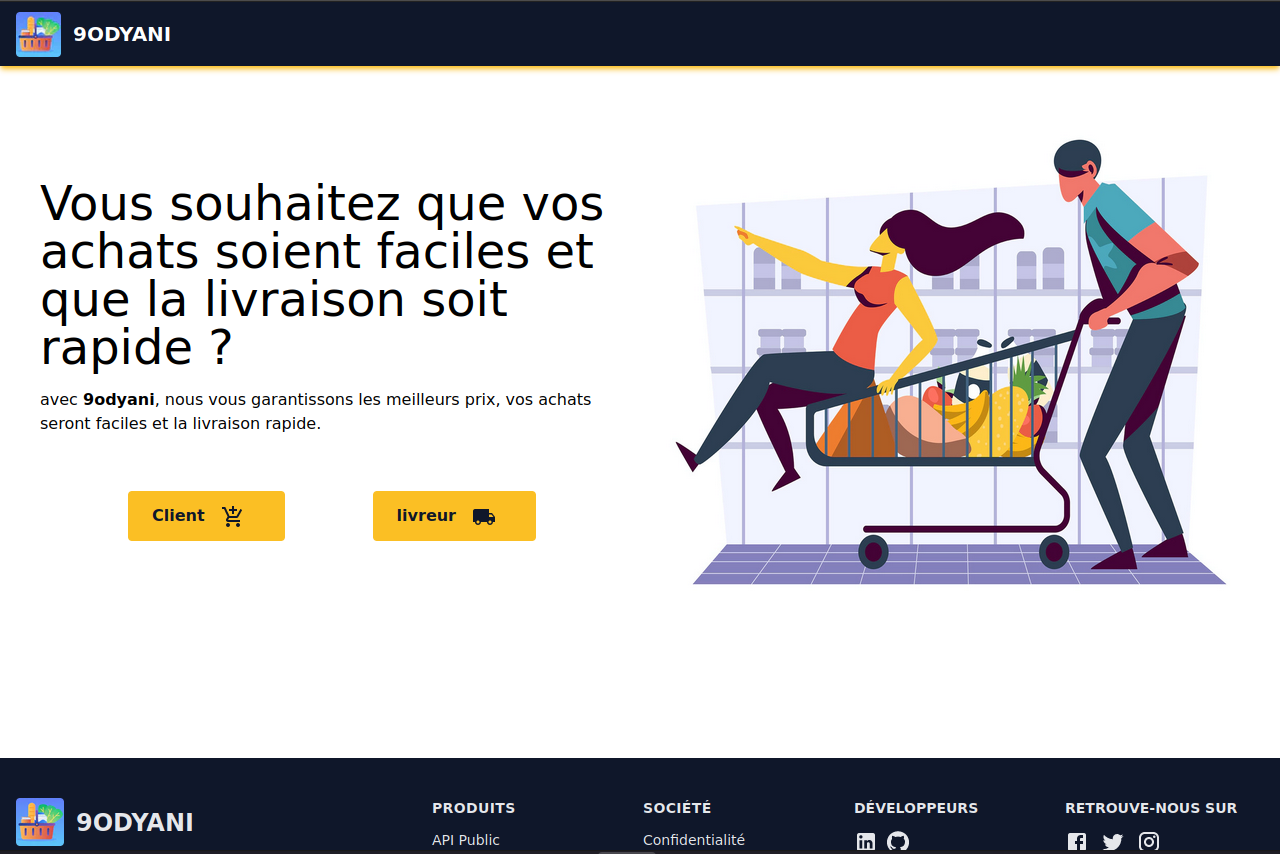 9ODYANI
Vous souhaitez que vos
achats soient faciles et
que la livraison soit
rapide ?
avec 9odyani, nous vous garantissons les meilleurs prix, vos achats
seront faciles et la livraison rapide.
Client
livreur
9ODYANI
PRODUITS
API Public
SOCIÉTÉ
Confidentialité
DÉVELOPPEURS
RETROUVE-NOUS SUR